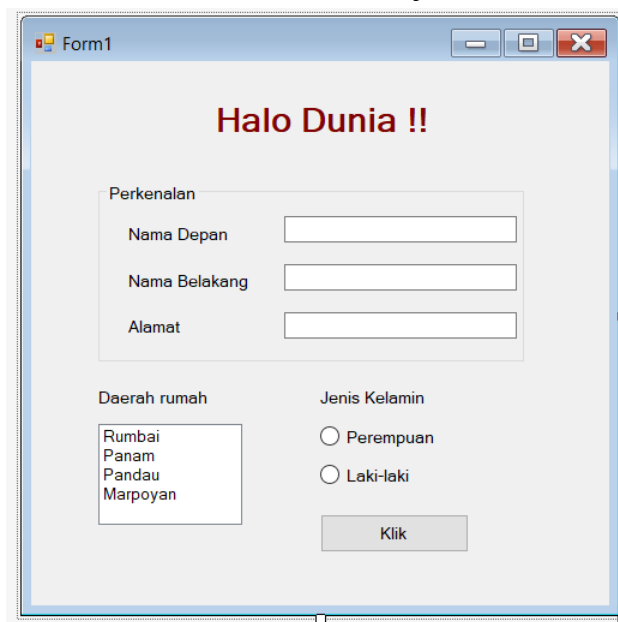 Form1
Halo Dunia !!
Perkenalan
Nama Depan
Nama Belakang
Alamat
Daerah rumah
Rumbai
Panam
Pandau
Marpoyan
Jenis Kelamin
Perempuan
Laki-laki
Klik